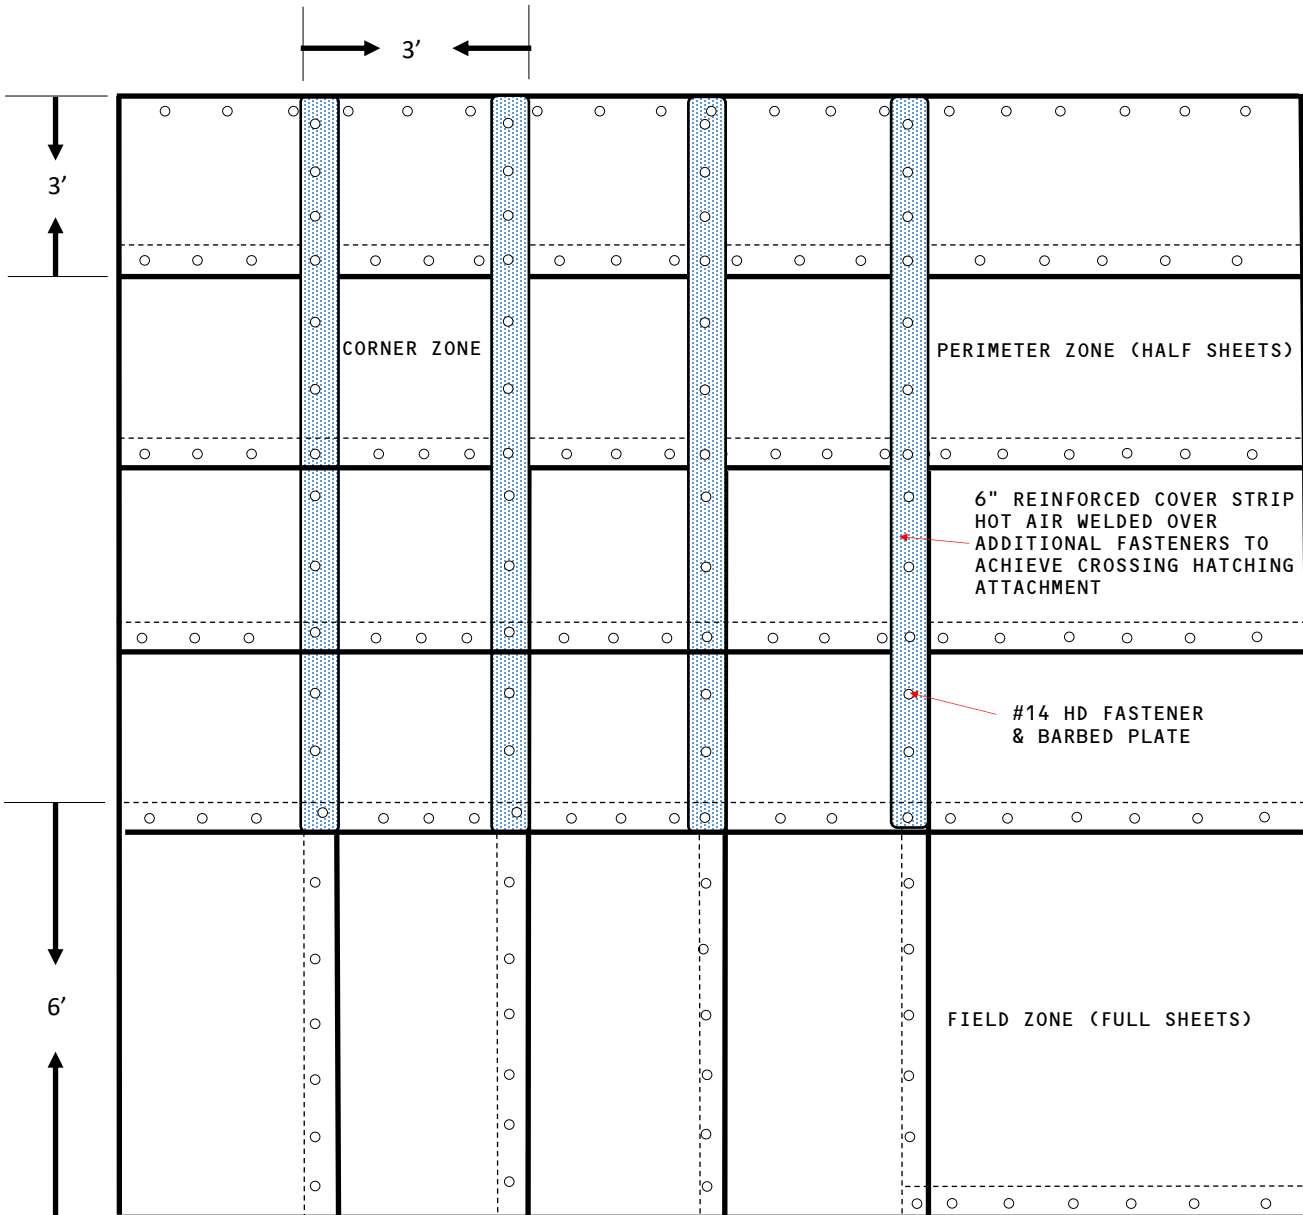 3’
3’
CORNER ZONE
PERIMETER ZONE (HALF SHEETS)
6" REINFORCED COVER STRIP
HOT AIR WELDED OVER
ADDITIONAL FASTENERS TO
ACHIEVE CROSSING HATCHING
ATTACHMENT
#14 HD FASTENER
& BARBED PLATE
6’
FIELD ZONE (FULL SHEETS)